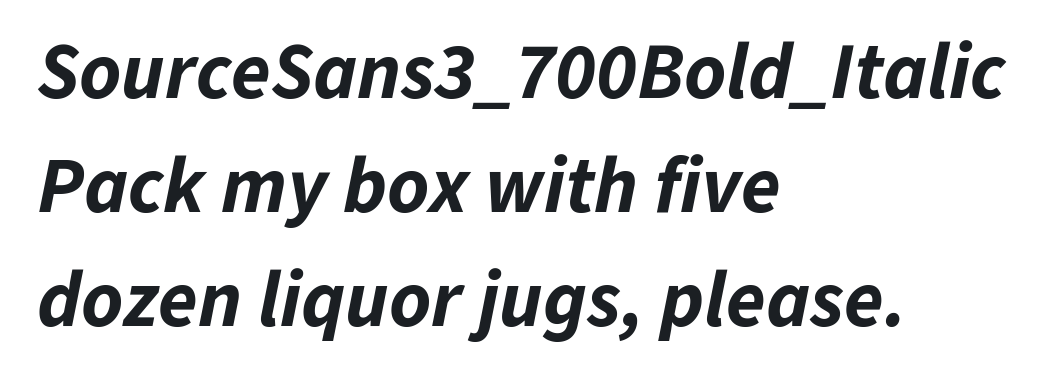 SourceSans3_700Bold_Italic
Pack my box with five
dozen liquor jugs, please.